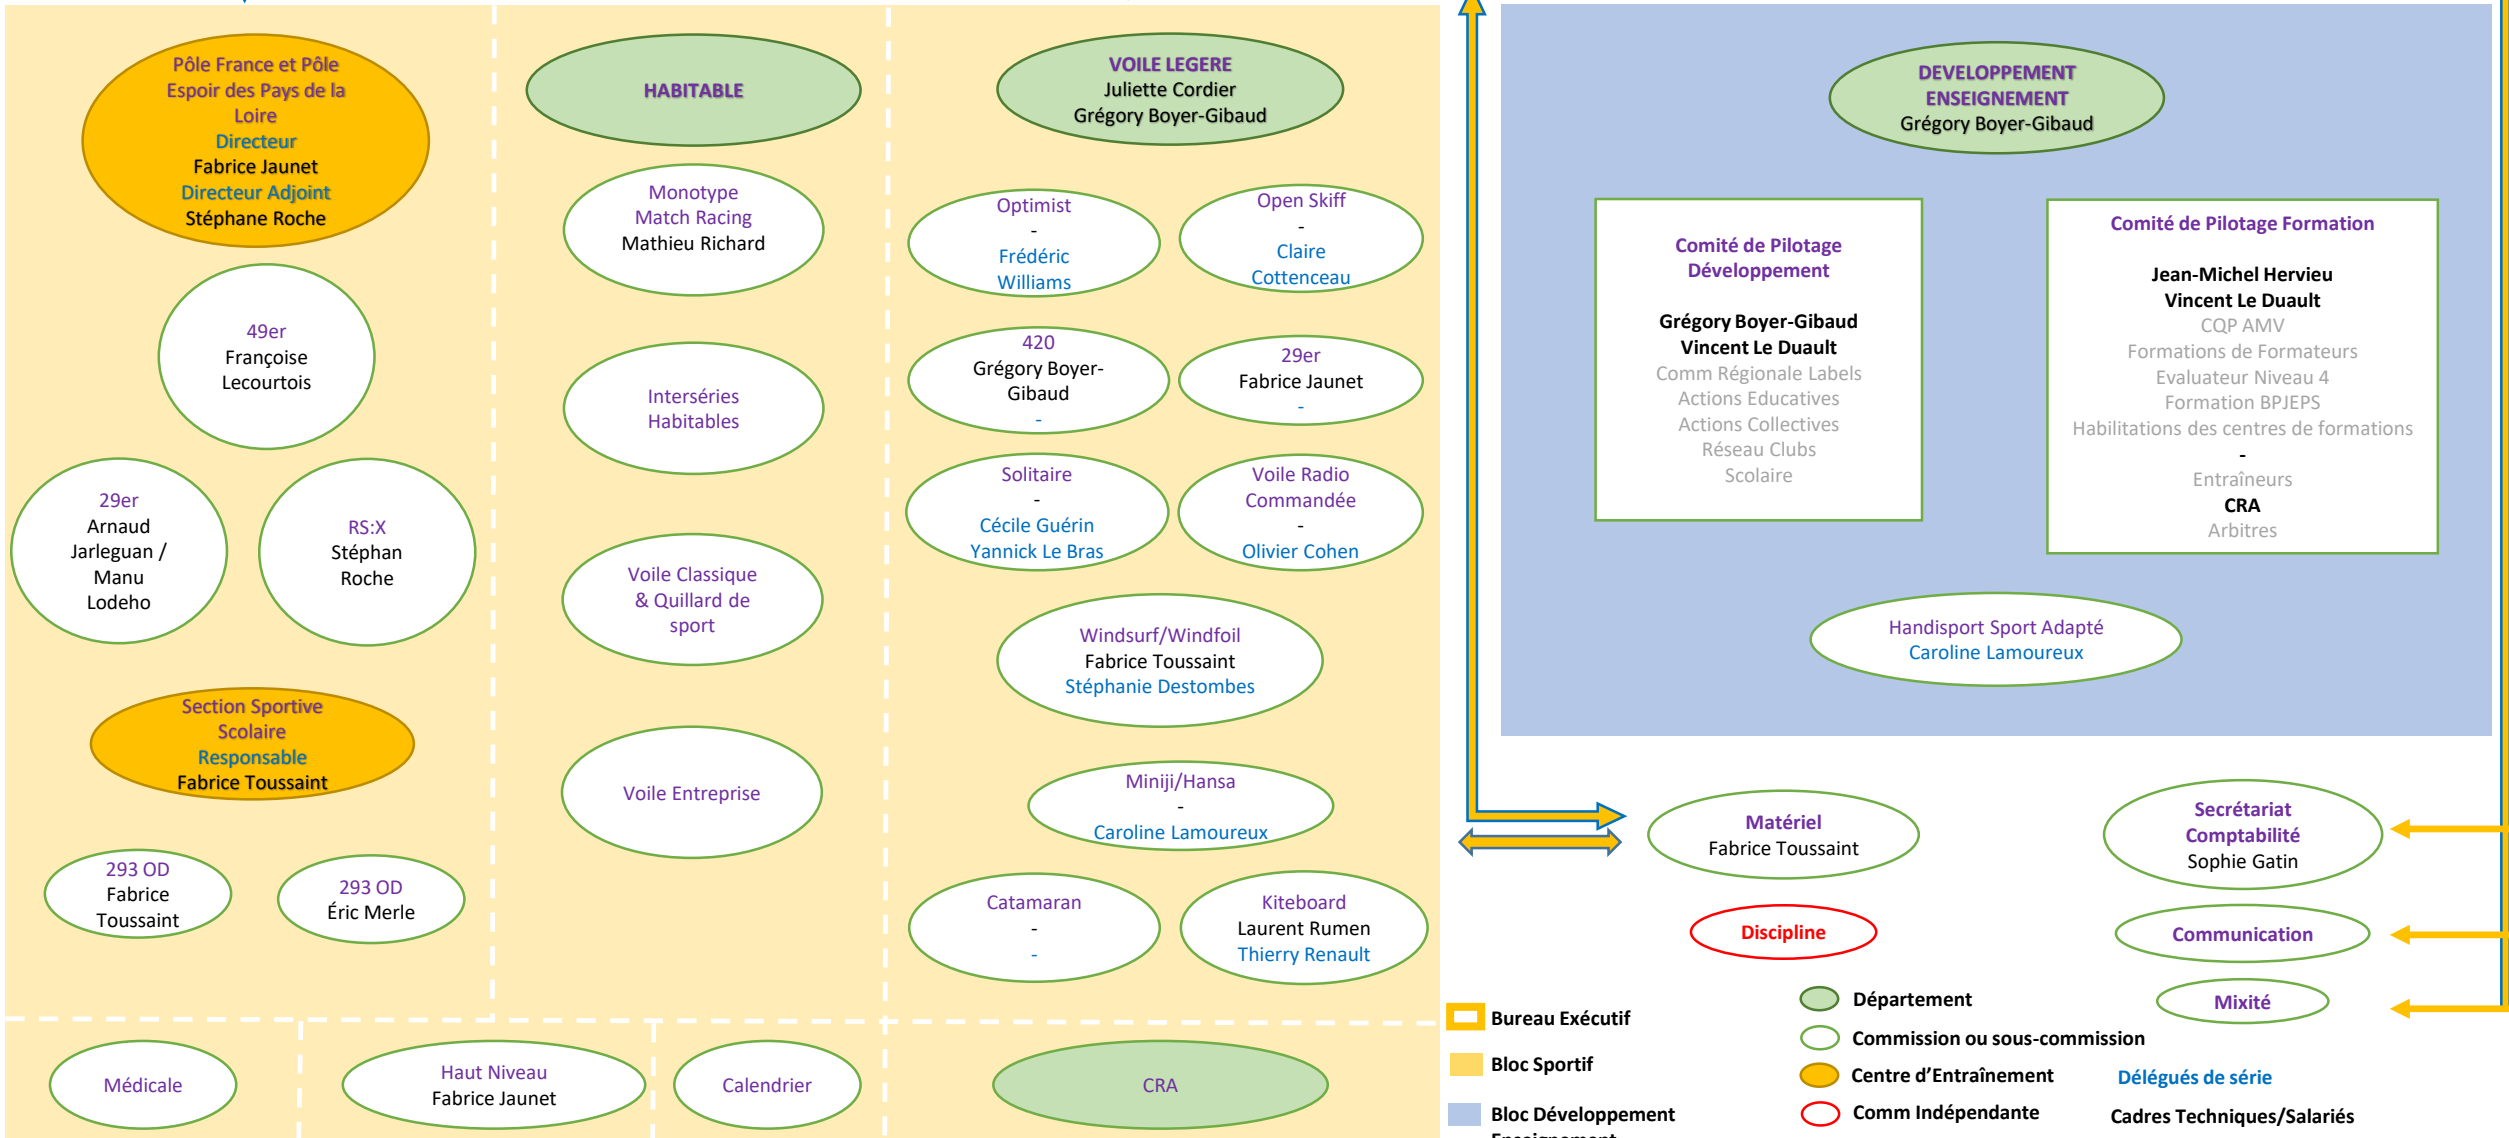 Pôle France et Pôle
Espoir des Pays de la
Loire
Directeur
Fabrice Jaunet
Directeur Adjoint
Stéphane Roche
49er
Françoise
Lecourtois
29er
Arnaud
Jarleguan /
Manu
Lodeho
RS:X
Stéphan
Roche
Section Sportive
Scolaire
Responsable
Fabrice Toussaint
293 OD
Fabrice
Toussaint
293 OD
Éric Merle
HABITABLE
Monotype
Match Racing
Mathieu Richard
Interséries
Habitables
Voile Classique
& Quillard de
sport
Voile Entreprise
VOILE LEGERE
Juliette Cordier
Grégory Boyer-Gibaud
Optimist
-
Frédéric
Williams
Open Skiff
-
Claire
Cottenceau
420
Grégory Boyer-
Gibaud
-
29er
Fabrice Jaunet
-
Solitaire
-
Cécile Guérin
Yannick Le Bras
Voile Radio
Commandée
-
Olivier Cohen
Windsurf/Windfoil
Fabrice Toussaint
Stéphanie Destombes
Miniji/Hansa
-
Caroline Lamoureux
Catamaran
-
-
Kiteboard
Laurent Rumen
Thierry Renault
Médicale
Haut Niveau
Fabrice Jaunet
Calendrier
CRA
DEVELOPPEMENT
ENSEIGNEMENT
Grégory Boyer-Gibaud
Comité de Pilotage
Développement
Grégory Boyer-Gibaud
Vincent Le Duault
Comm Régionale Labels
Actions Educatives
Actions Collectives
Réseau Clubs
Scolaire
Comité de Pilotage Formation
Jean-Michel Hervieu
Vincent Le Duault
CQP AMV
Formations de Formateurs
Evaluateur Niveau 4
Formation BPJEPS
Habilitations des centres de formations
-
Entraîneurs
CRA
Arbitres
Handisport Sport Adapté
Caroline Lamoureux
Matériel
Fabrice Toussaint
Secrétariat
Comptabilité
Sophie Gatin
Discipline
Communication
Mixité
Bureau Exécutif
Bloc Sportif
Bloc Développement
Enseignement
Département
Commission ou sous-commission
Centre d'Entraînement
Comm Indépendante
Délégués de série
Cadres Techniques/Salariés